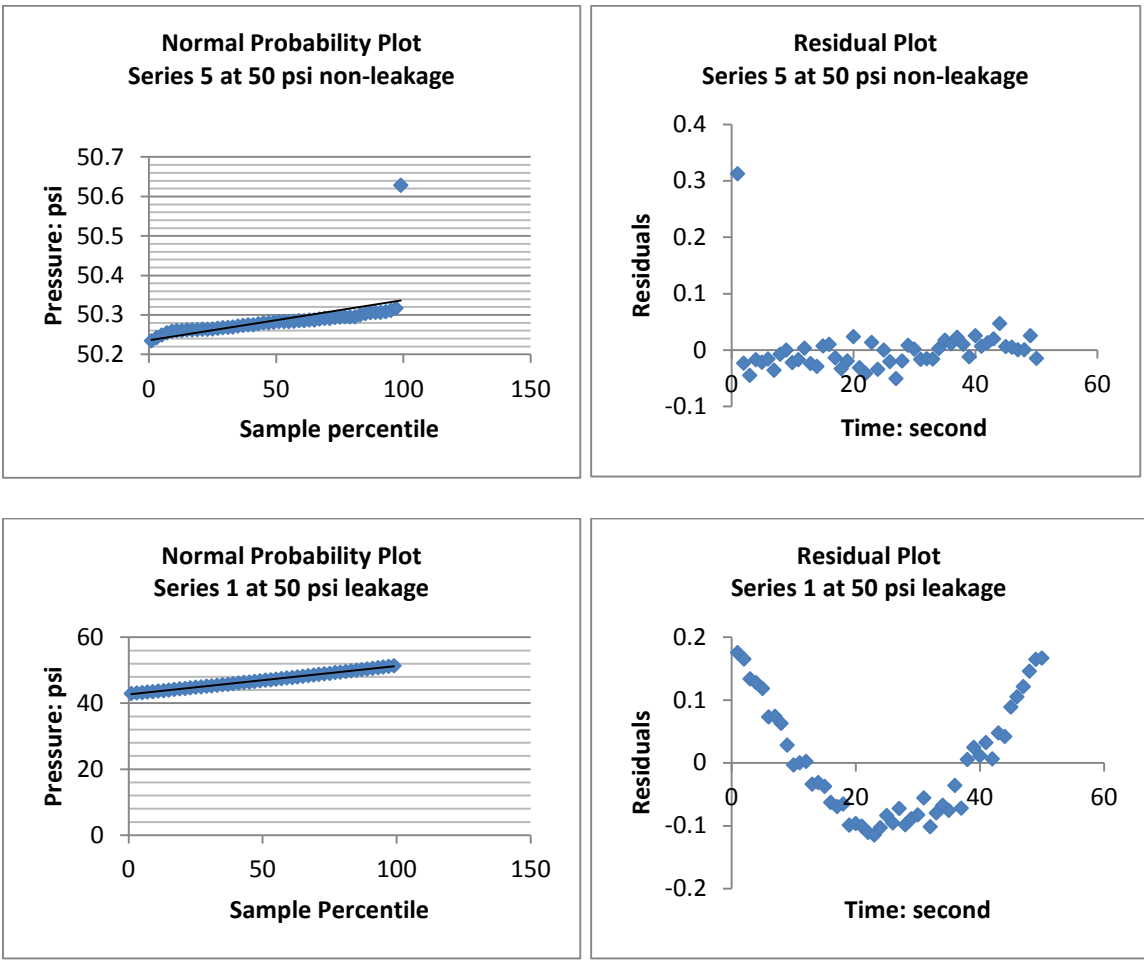 Normal Probability Plot
Series 5 at 50 psi non-leakage
50.7
50.6
50.5
50.4
50.3
50.2
Pressure: psi
0 50 100 150
Sample percentile
Residual Plot
Series 5 at 50 psi non-leakage
0.4
0.3
0.2
0.1
0
-0.1
Residuals
0 20 40 60
Time: second
Normal Probability Plot
Series 1 at 50 psi leakage
60
40
20
0
Pressure: psi
0 50 100 150
Sample Percentile
Residual Plot
Series 1 at 50 psi leakage
0.2
0.1
0
-0.1
-0.2
Residuals
0 20 40 60
Time: second